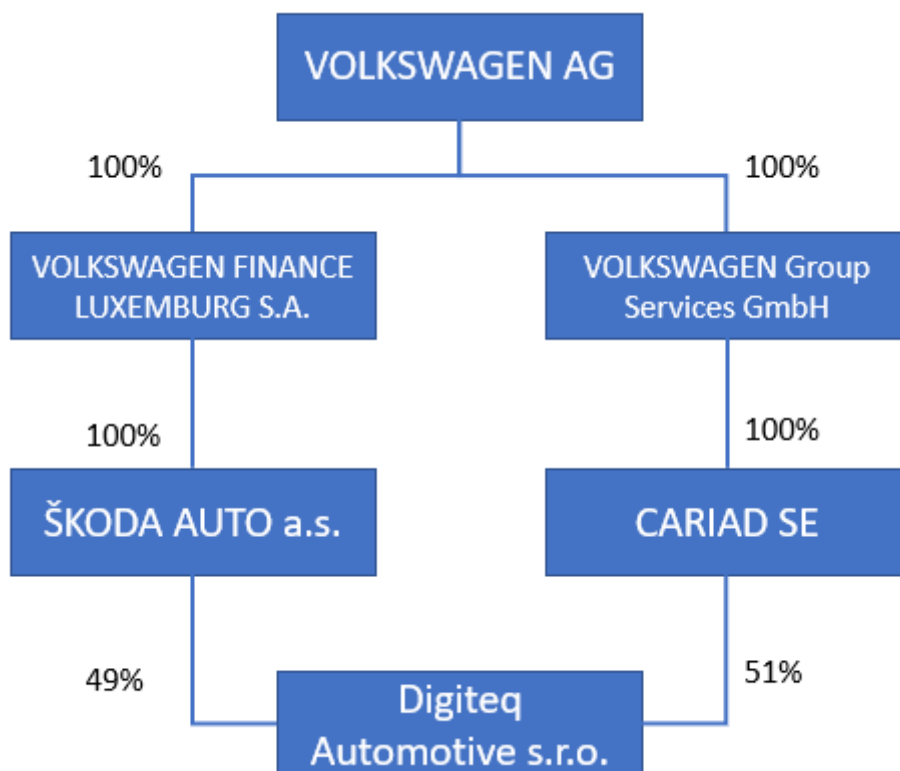 VOLKSWAGEN AG
100%
100%
VOLKSWAGEN FINANCE
LUXEMBURG S.A.
VOLKSWAGEN Group
Services GmbH
100%
100%
ŠKODA AUTO a.s.
CARIAD SE
49%
51%
Digiteq
Automotive s.r.o.